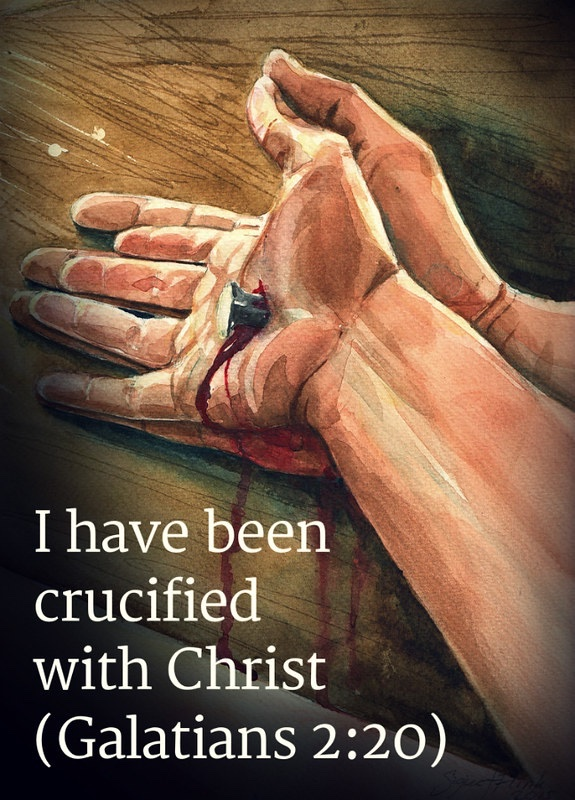 I have been
crucified
with Christ
(Galatians 2:20)